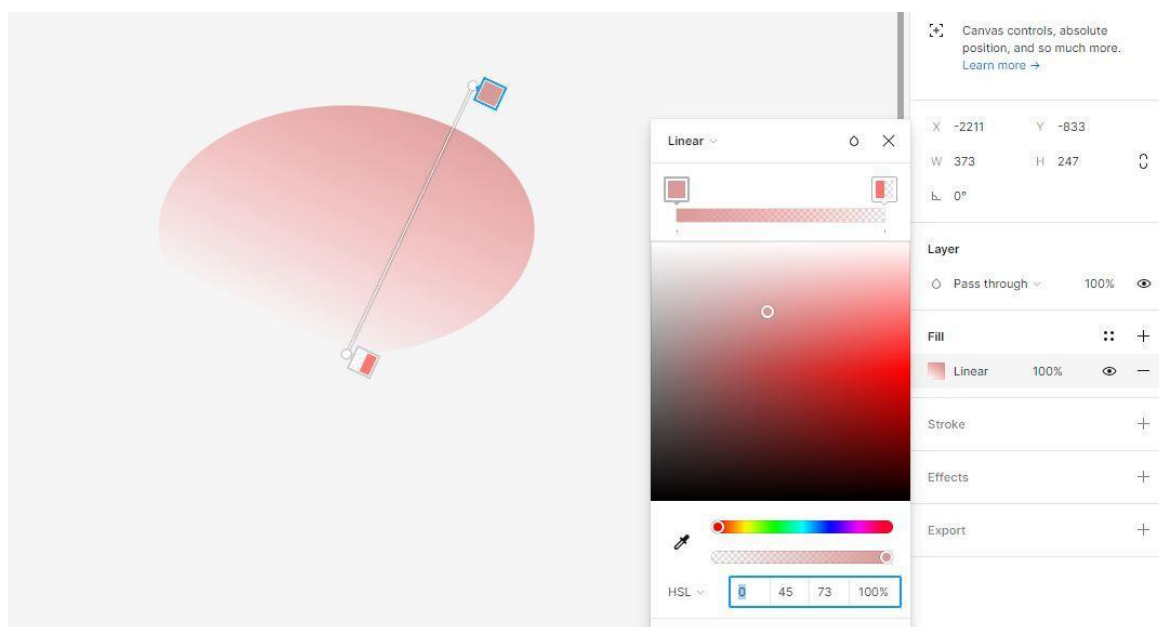 Canvas controls, absolute
position, and so much more.
Learn more →
X -2211 Y -833
W 373 H 247
0°
Layer
Pass through 100%
Fill
Linear 100%
Stroke
Effects
Export
Linear
HSL 0 45 73 100%